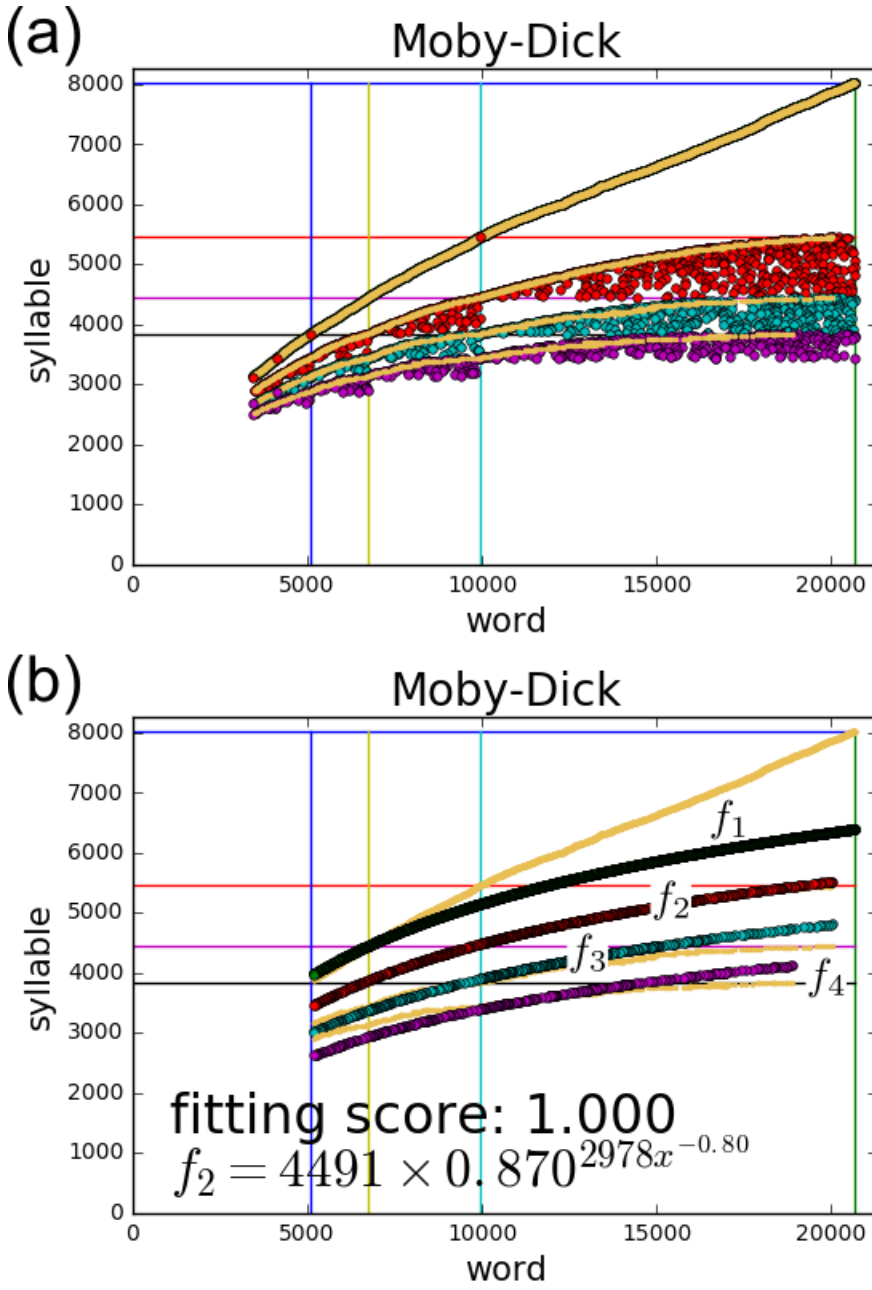 (a)
Moby-Dick
8000
7000
6000
5000
4000
3000
2000
1000
0
syllable
0 5000 10000 15000 20000
word
(b)
Moby-Dick
8000
7000
6000
5000
4000
3000
2000
1000
0
syllable
f₁
f₂
f₃
f₄
fitting score: 1.000
f₂ = 4491 × 0.870^{2978x^{-0.80}}
0 5000 10000 15000 20000
word